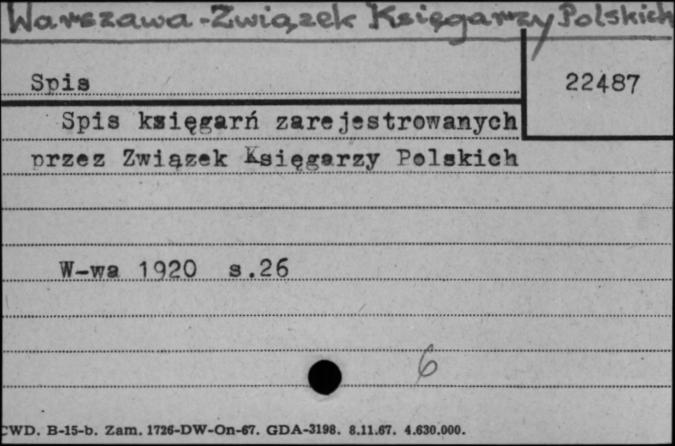 Warszawa - Związek Księgarzy Polskich
Spis
22487
Spis księgarń zarejestrowanych
przez Związek Księgarzy Polskich
W-wa 1920 s.26
6
CWD. B-15-b. Zam. 1726-DW-On-67. GDA-3198. 8.11.67. 4.630.000.